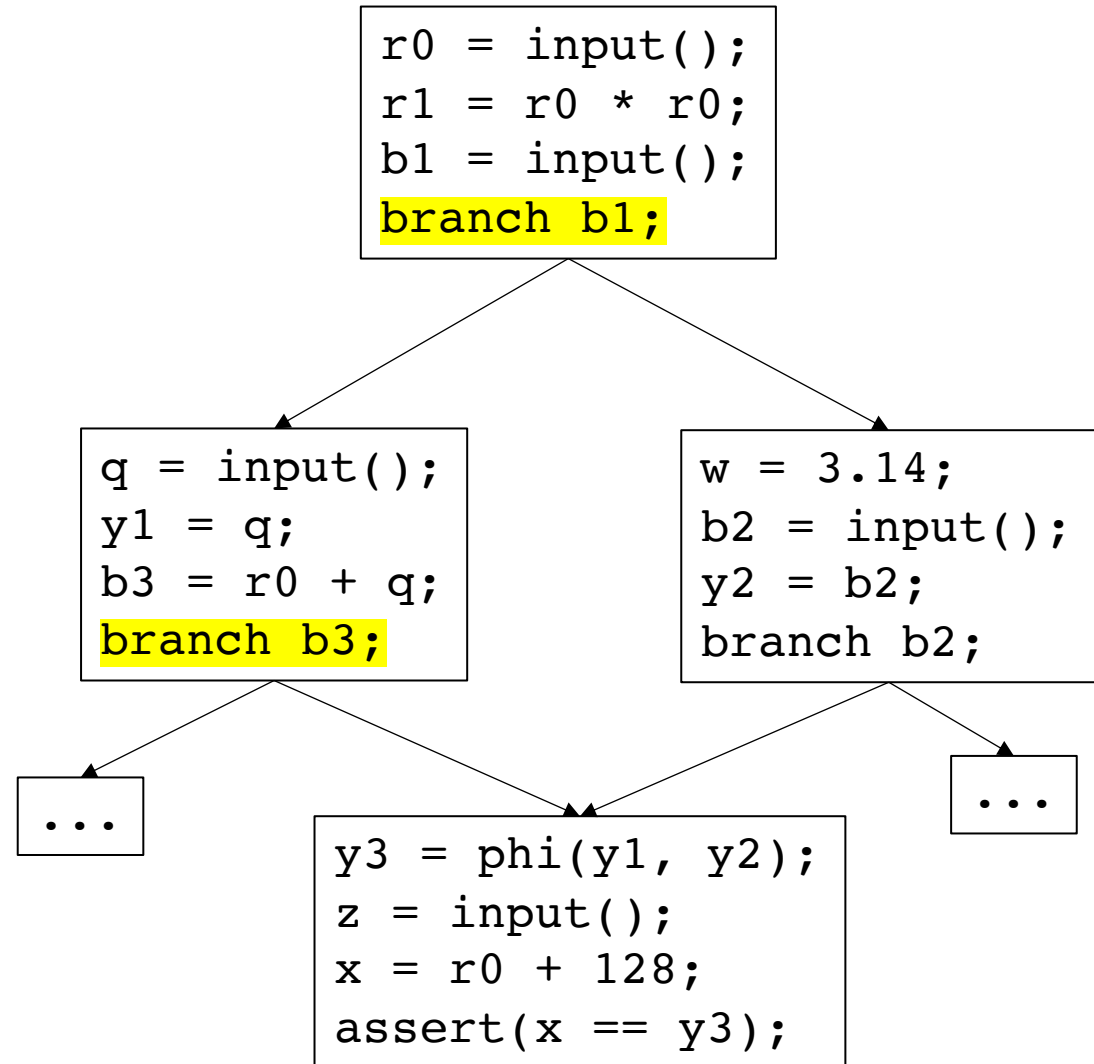 r0 = input();
r1 = r0 * r0;
b1 = input();
branch b1;
q = input();
y1 = q;
b3 = r0 + q;
branch b3;
w = 3.14;
b2 = input();
y2 = b2;
branch b2;
...
...
y3 = phi(y1, y2);
z = input();
x = r0 + 128;
assert(x == y3);